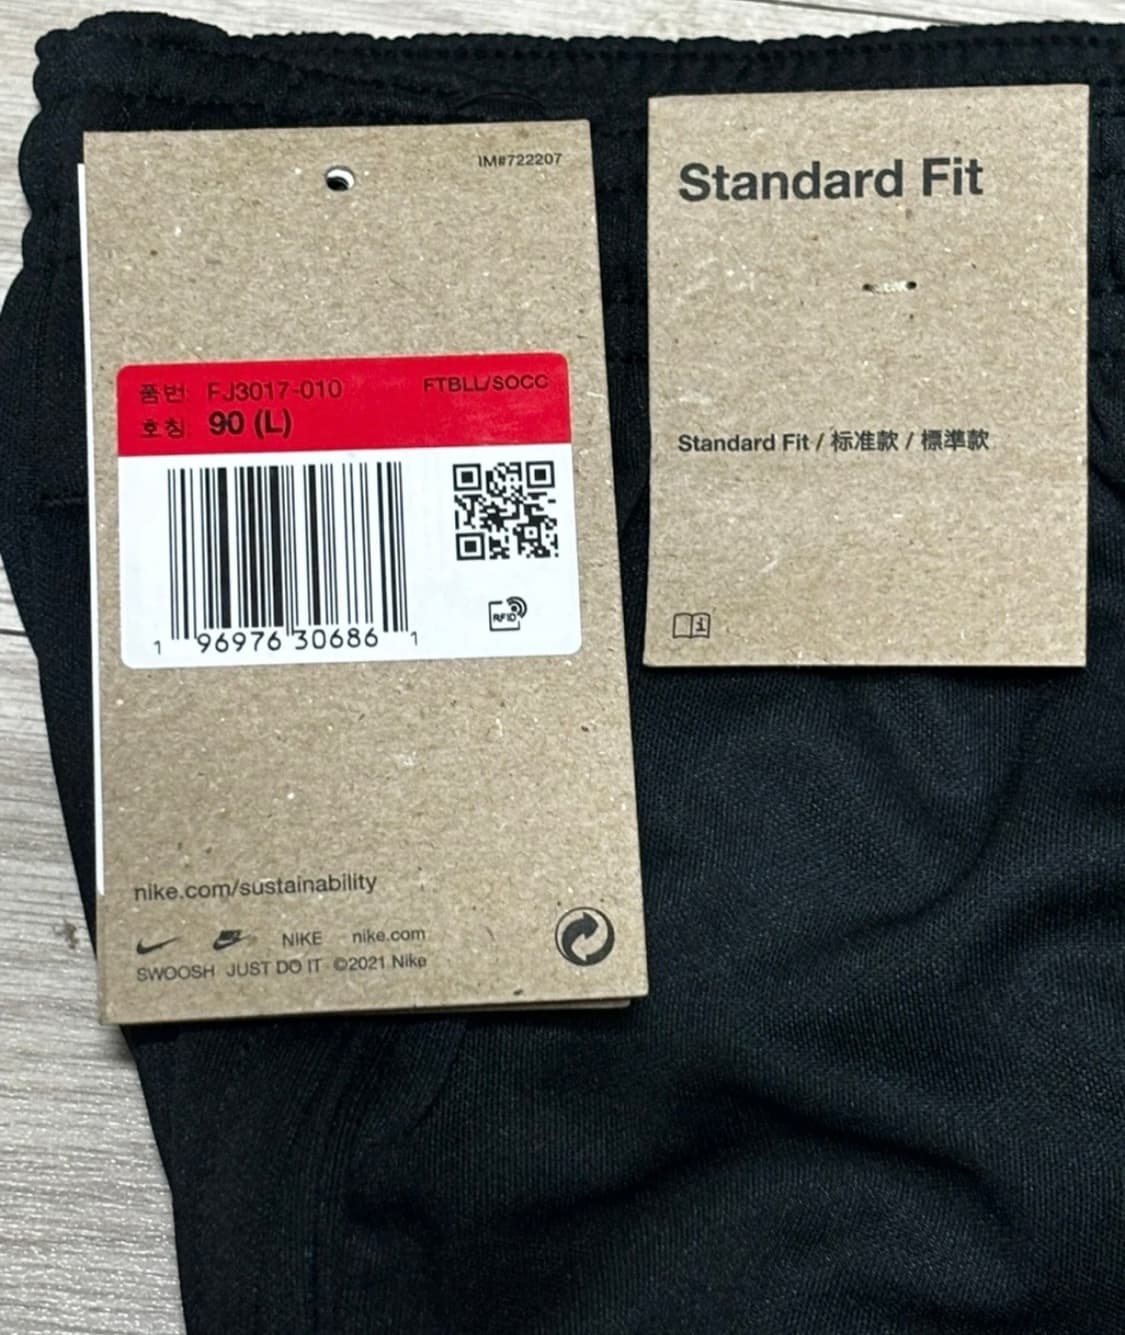 IM#722207
품번 FJ3017-010 FTBLL/SOCC
호칭 90 (L)
1 96976 30686 1
RFID
nike.com/sustainability
NIKE nike.com
SWOOSH JUST DO IT ©2021 Nike
Standard Fit
Standard Fit / 标准款 / 標準款